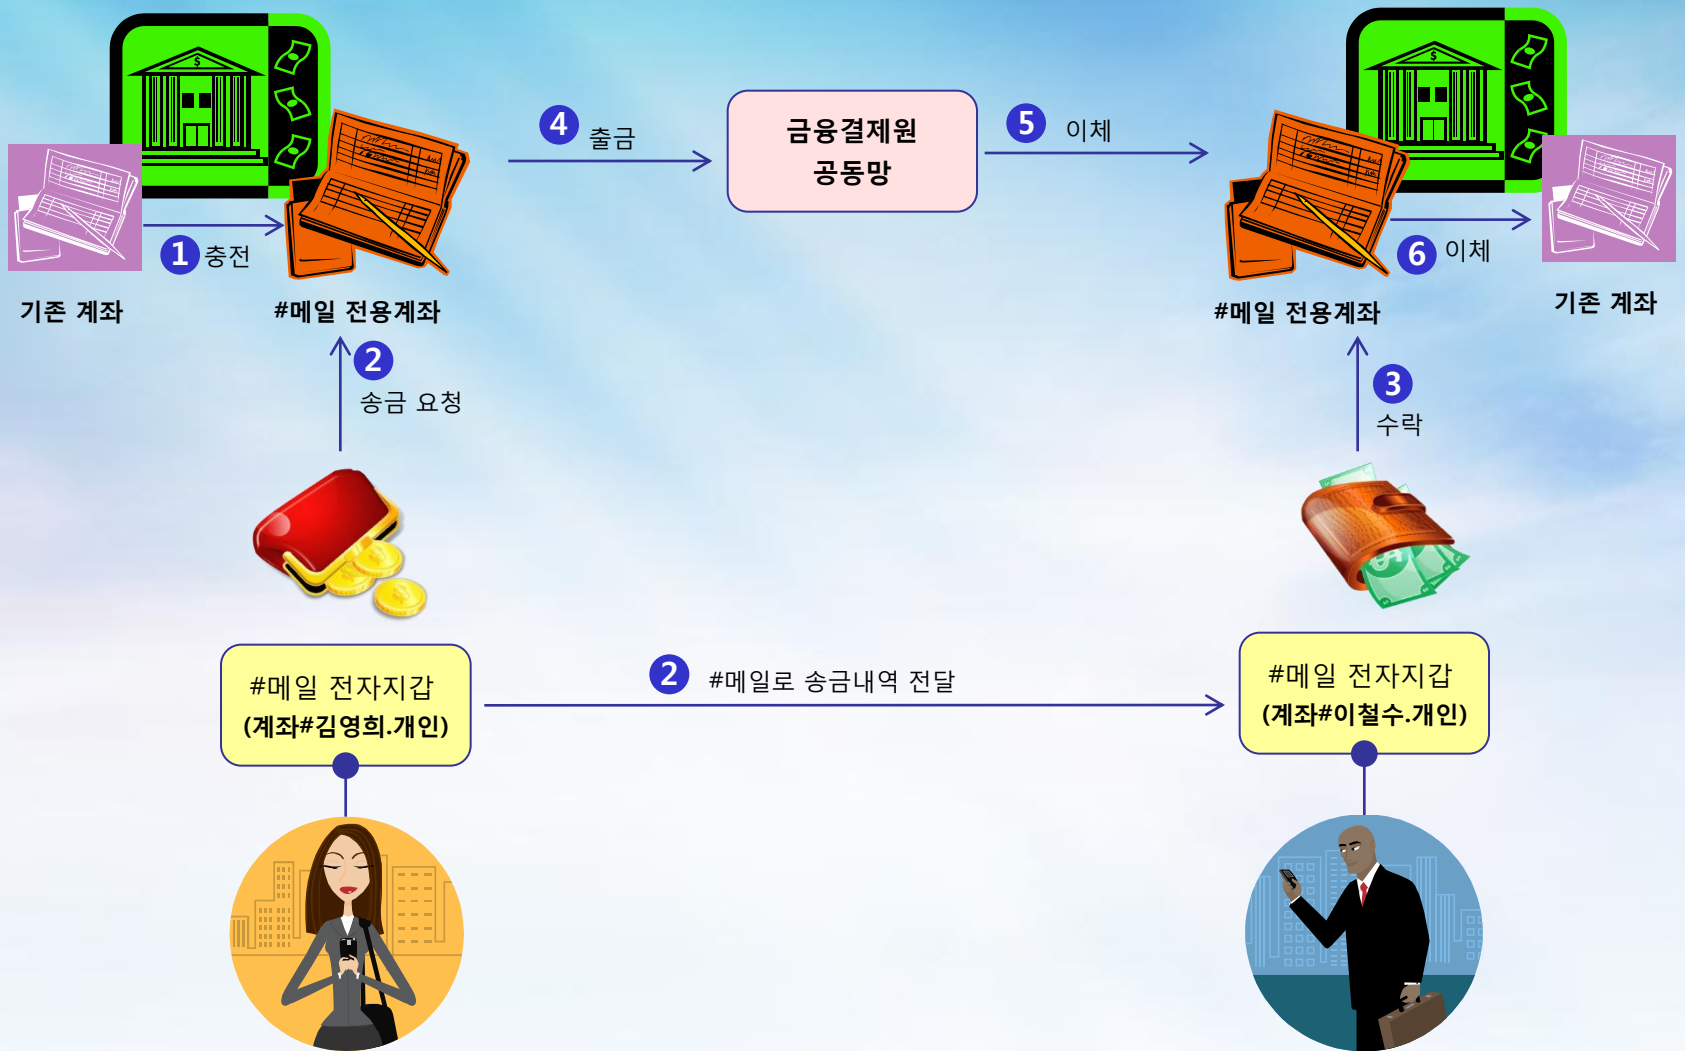 4 출금
금융결제원
공동망
5 이체
1 충전
6 이체
기존 계좌
#메일 전용계좌
#메일 전용계좌
기존 계좌
2
송금 요청
3
수락
#메일 전자지갑
(계좌#김영희.개인)
2 #메일로 송금내역 전달
#메일 전자지갑
(계좌#이철수.개인)